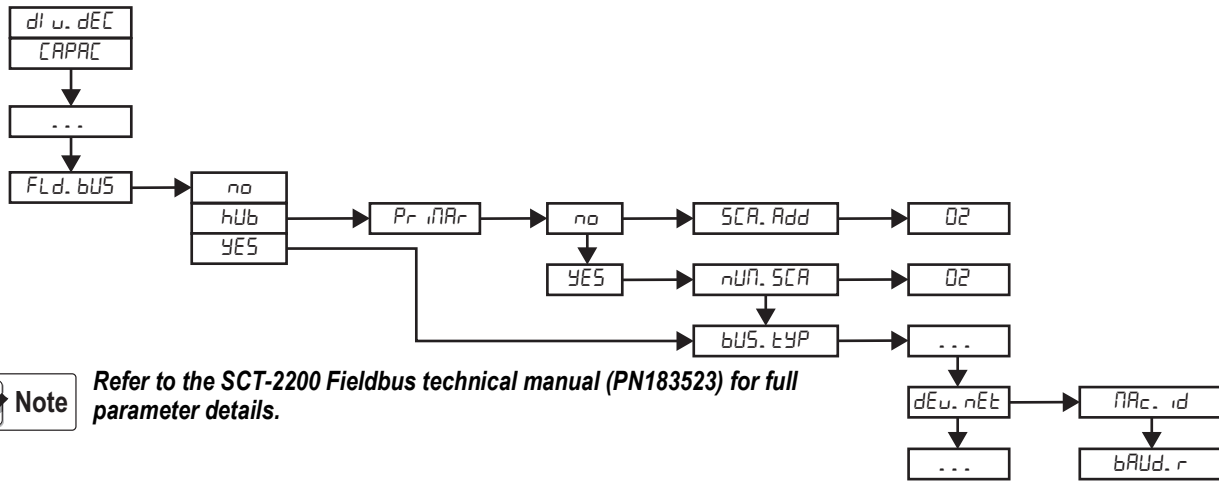 dI u. dEC
CAPAC
...
FLd. bUS
no
hUb
YES
Pr iMAr
no
YES
SCA. Add
02
nUM. SCA
02
bUS. tYP
...
dEu. nEt
...
MAc. id
bAUd. r
Note
Refer to the SCT-2200 Fieldbus technical manual (PN183523) for full
parameter details.